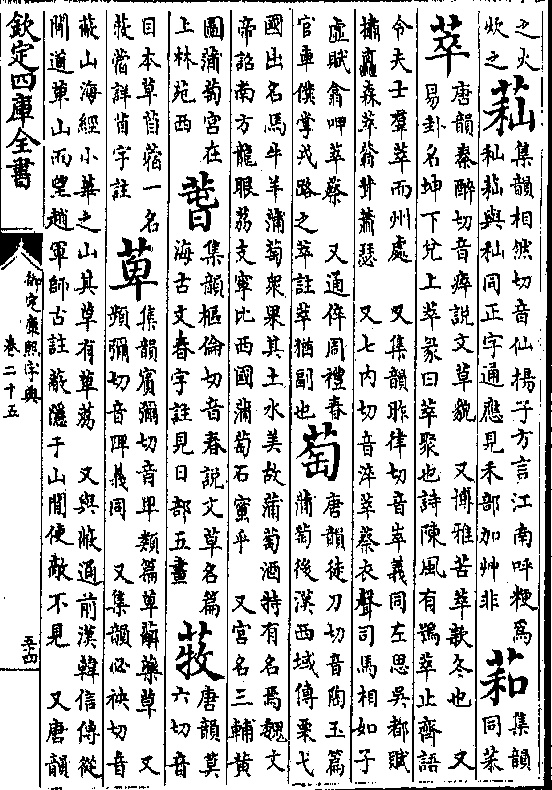 之火
炊之
集韻相然切音仙揚子方言江南呼粳爲
秈與秈同正字通應見禾部加艸非
萂
集韻
同
萃
唐韻秦醉切音瘁說文草貌 又博雅苦萃款冬也 又
易卦名坤下兌上萃彖曰萃聚也詩陳風有鴞萃止齊語
令夫士羣萃而州處 又集韻昨律切音崒義同左思吳都賦
橚矗森萃蓊茸蕭瑟 又七內切音淬萃蔡衣聲司馬相如子
虛賦翕呷萃蔡 又通倅周禮春
官車僕掌戎路之萃註萃猶副也
萄
唐韻徒刀切音陶玉篇
蒲萄後漢西域傳栗弋
國出名馬牛羊蒲萄衆果其土水美故蒲萄酒特有名焉魏文
帝詔南方龍眼荔支寧比西國蒲萄石蜜乎 又宮名三輔黃
圖蒲萄宮在
上林苑西
萅
集韻樞倫切音春說文草名篇
海古文春字註見日部五畫
唐韻莫
六切音
目本草苜蓿一名
詳苜字註
萆
集韻賓彌切音卑類篇萆薢藥草 又
頻彌切音陴義同 又集韻必袂切音
蔽山海經小華之山其草有萆荔 又與蔽通前漢韓信傳從
閒道萆山而望趙軍師古註蔽隱于山閒使敵不見 又唐韻
欽定四庫全書
御定康熙字典
卷二十五
五十四